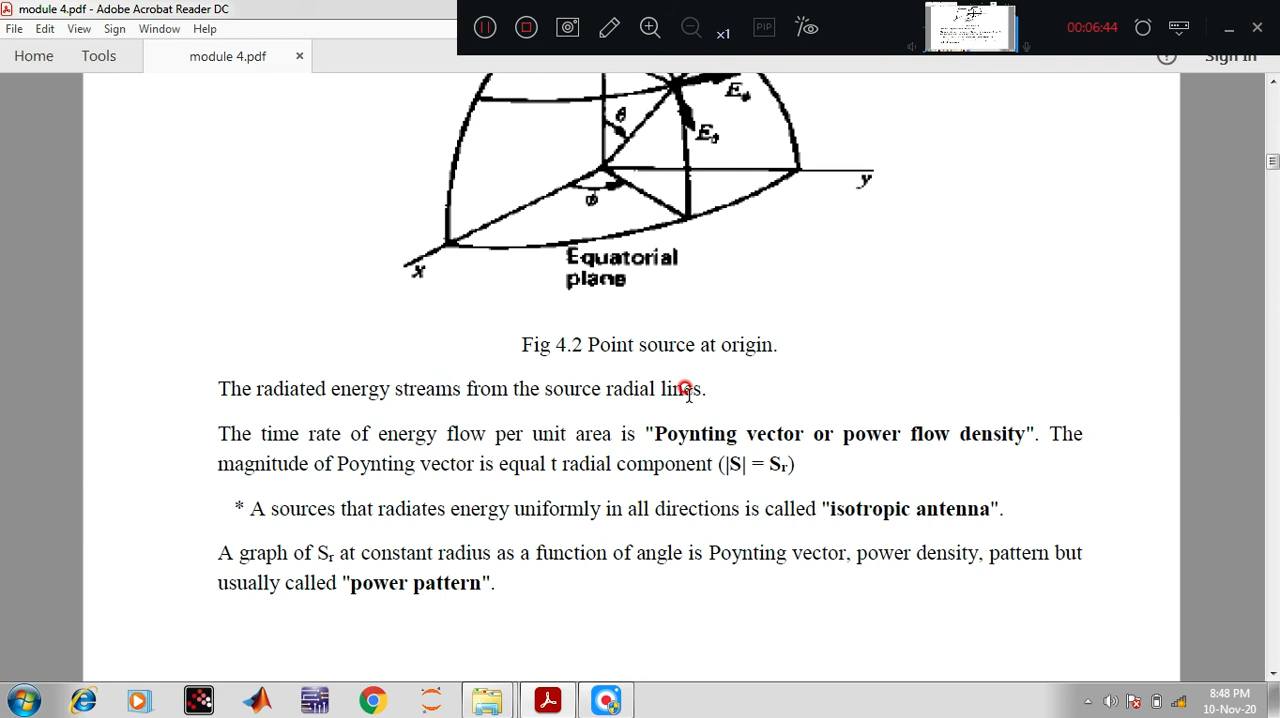 module 4.pdf - Adobe Acrobat Reader DC
File Edit View Sign Window Help
x1 PIP 00:06:44
Home Tools module 4.pdf Sign In
Eϕ
θ
Eθ
y
ϕ
x
Equatorial
plane
Fig 4.2 Point source at origin.
The radiated energy streams from the source radial lines.
The time rate of energy flow per unit area is "Poynting vector or power flow density". The
magnitude of Poynting vector is equal t radial component (|S| = Sr)
* A sources that radiates energy uniformly in all directions is called "isotropic antenna".
A graph of Sr at constant radius as a function of angle is Poynting vector, power density, pattern but
usually called "power pattern".
8:48 PM
10-Nov-20